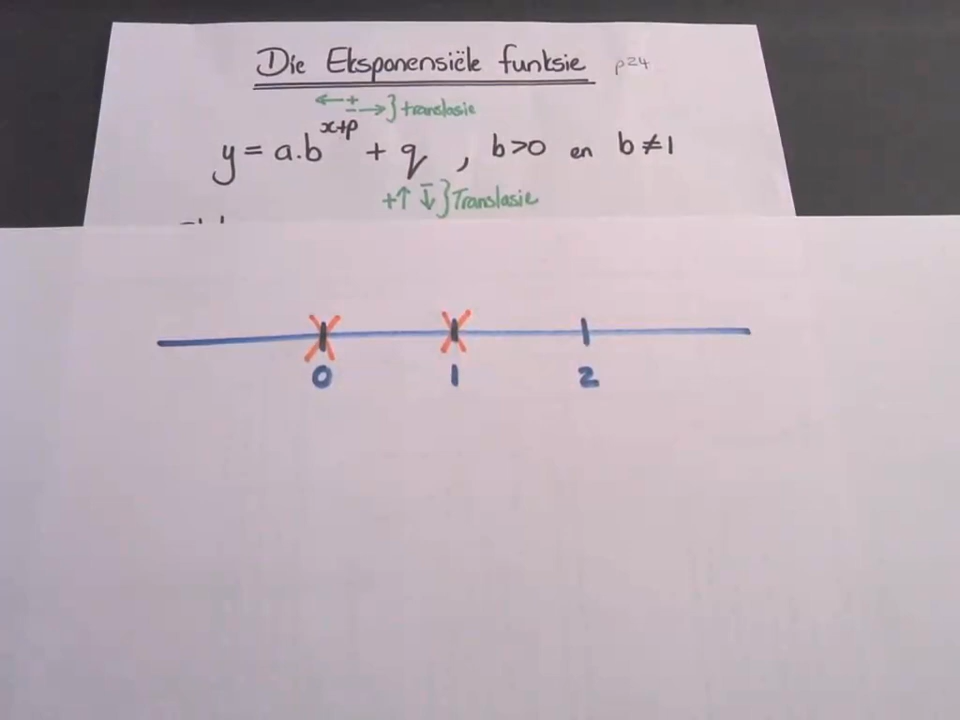 Die Eksponensiële funksie p24
← ± → } translasie
y = a.b^(x+p) + q , b>0 en b≠1
+↑ ↓̄ } Translasie
0 1 2